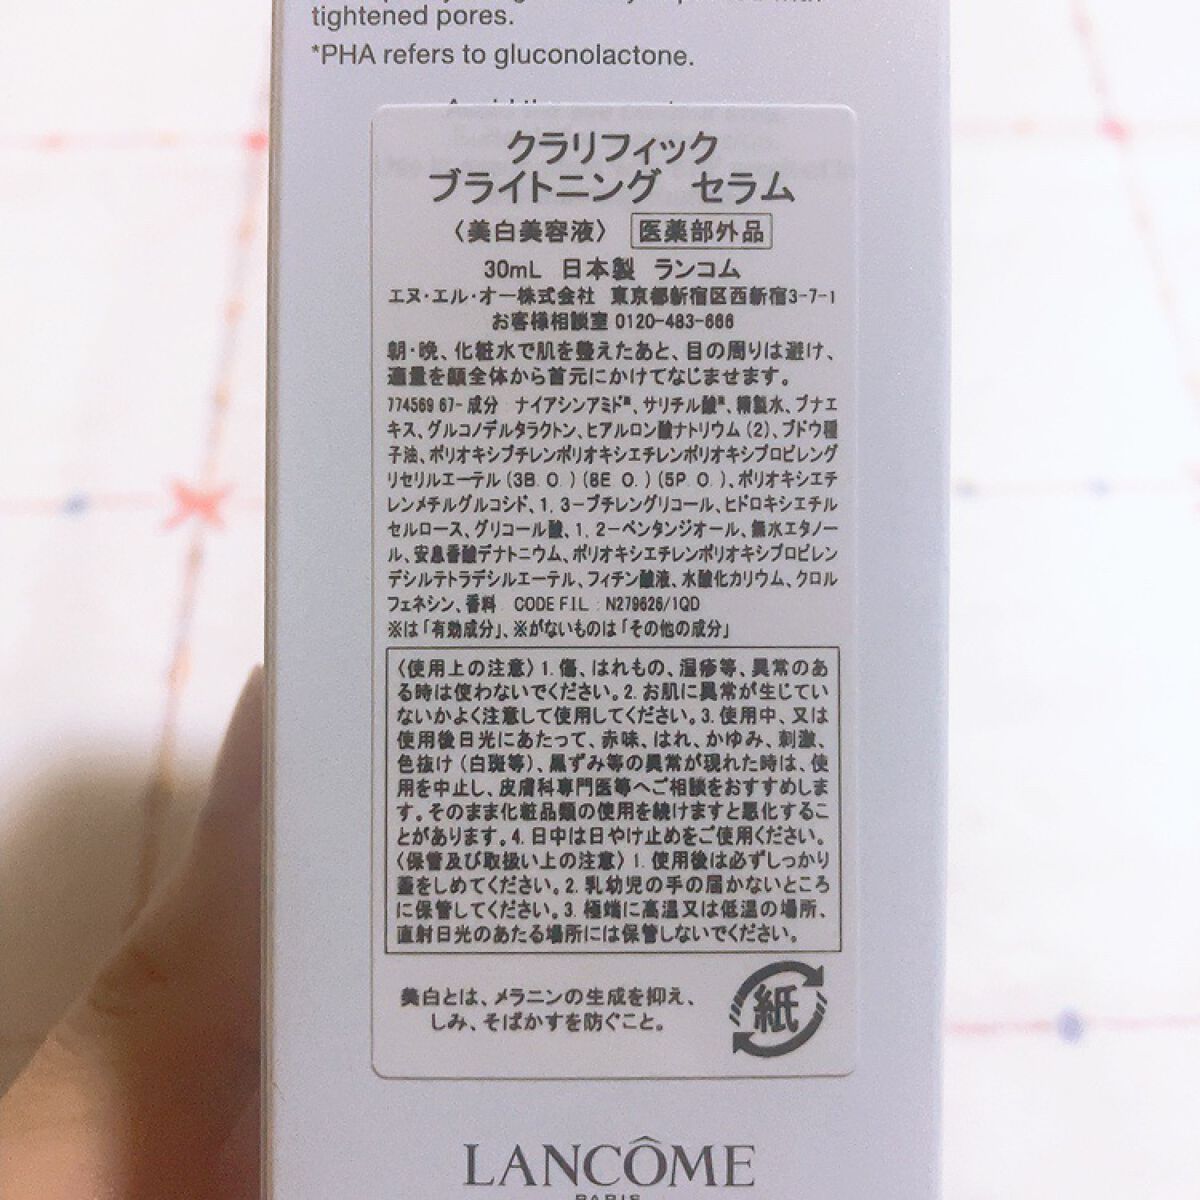 tightened pores.
*PHA refers to gluconolactone.
クラリフィック
ブライトニング セラム
〈美白美容液〉 医薬部外品
30mL 日本製 ランコム
エヌ・エル・オー株式会社 東京都新宿区西新宿3-7-1
お客様相談室 0120-483-666
朝・晩、化粧水で肌を整えたあと、目の周りは避け、
適量を顔全体から首元にかけてなじませます。
774569 67- 成分 : ナイアシンアミド※、サリチル酸※、精製水、ブナエ
キス、グルコノデルタラクトン、ヒアルロン酸ナトリウム(2)、ブドウ種
子油、ポリオキシブチレンポリオキシエチレンポリオキシプロピレング
リセリルエーテル(3B.O.)(8E.O.)(5P.O.)、ポリオキシエチ
レンメチルグルコシド、1,3－ブチレングリコール、ヒドロキシエチル
セルロース、グリコール酸、1,2－ペンタンジオール、無水エタノー
ル、安息香酸デナトニウム、ポリオキシエチレンポリオキシプロピレン
デシルテトラデシルエーテル、フィチン酸液、水酸化カリウム、クロル
フェネシン、香料 CODE F.I.L : N279626/1QD
※は「有効成分」、※がないものは「その他の成分」
〈使用上の注意〉1.傷、はれもの、湿疹等、異常のあ
る時は使わないでください。2.お肌に異常が生じてい
ないかよく注意して使用してください。3.使用中、又は
使用後日光にあたって、赤味、はれ、かゆみ、刺激、
色抜け(白斑等)、黒ずみ等の異常が現れた時は、使
用を中止し、皮膚科専門医等へご相談をおすすめしま
す。そのまま化粧品類の使用を続けますと悪化するこ
とがあります。4.日中は日やけ止めをご使用ください。
〈保管及び取扱い上の注意〉1.使用後は必ずしっかり
蓋をしめてください。2.乳幼児の手の届かないところ
に保管してください。3.極端に高温又は低温の場所、
直射日光のあたる場所には保管しないでください。
美白とは、メラニンの生成を抑え、
しみ、そばかすを防ぐこと。
紙
LANCÔME
PARIS